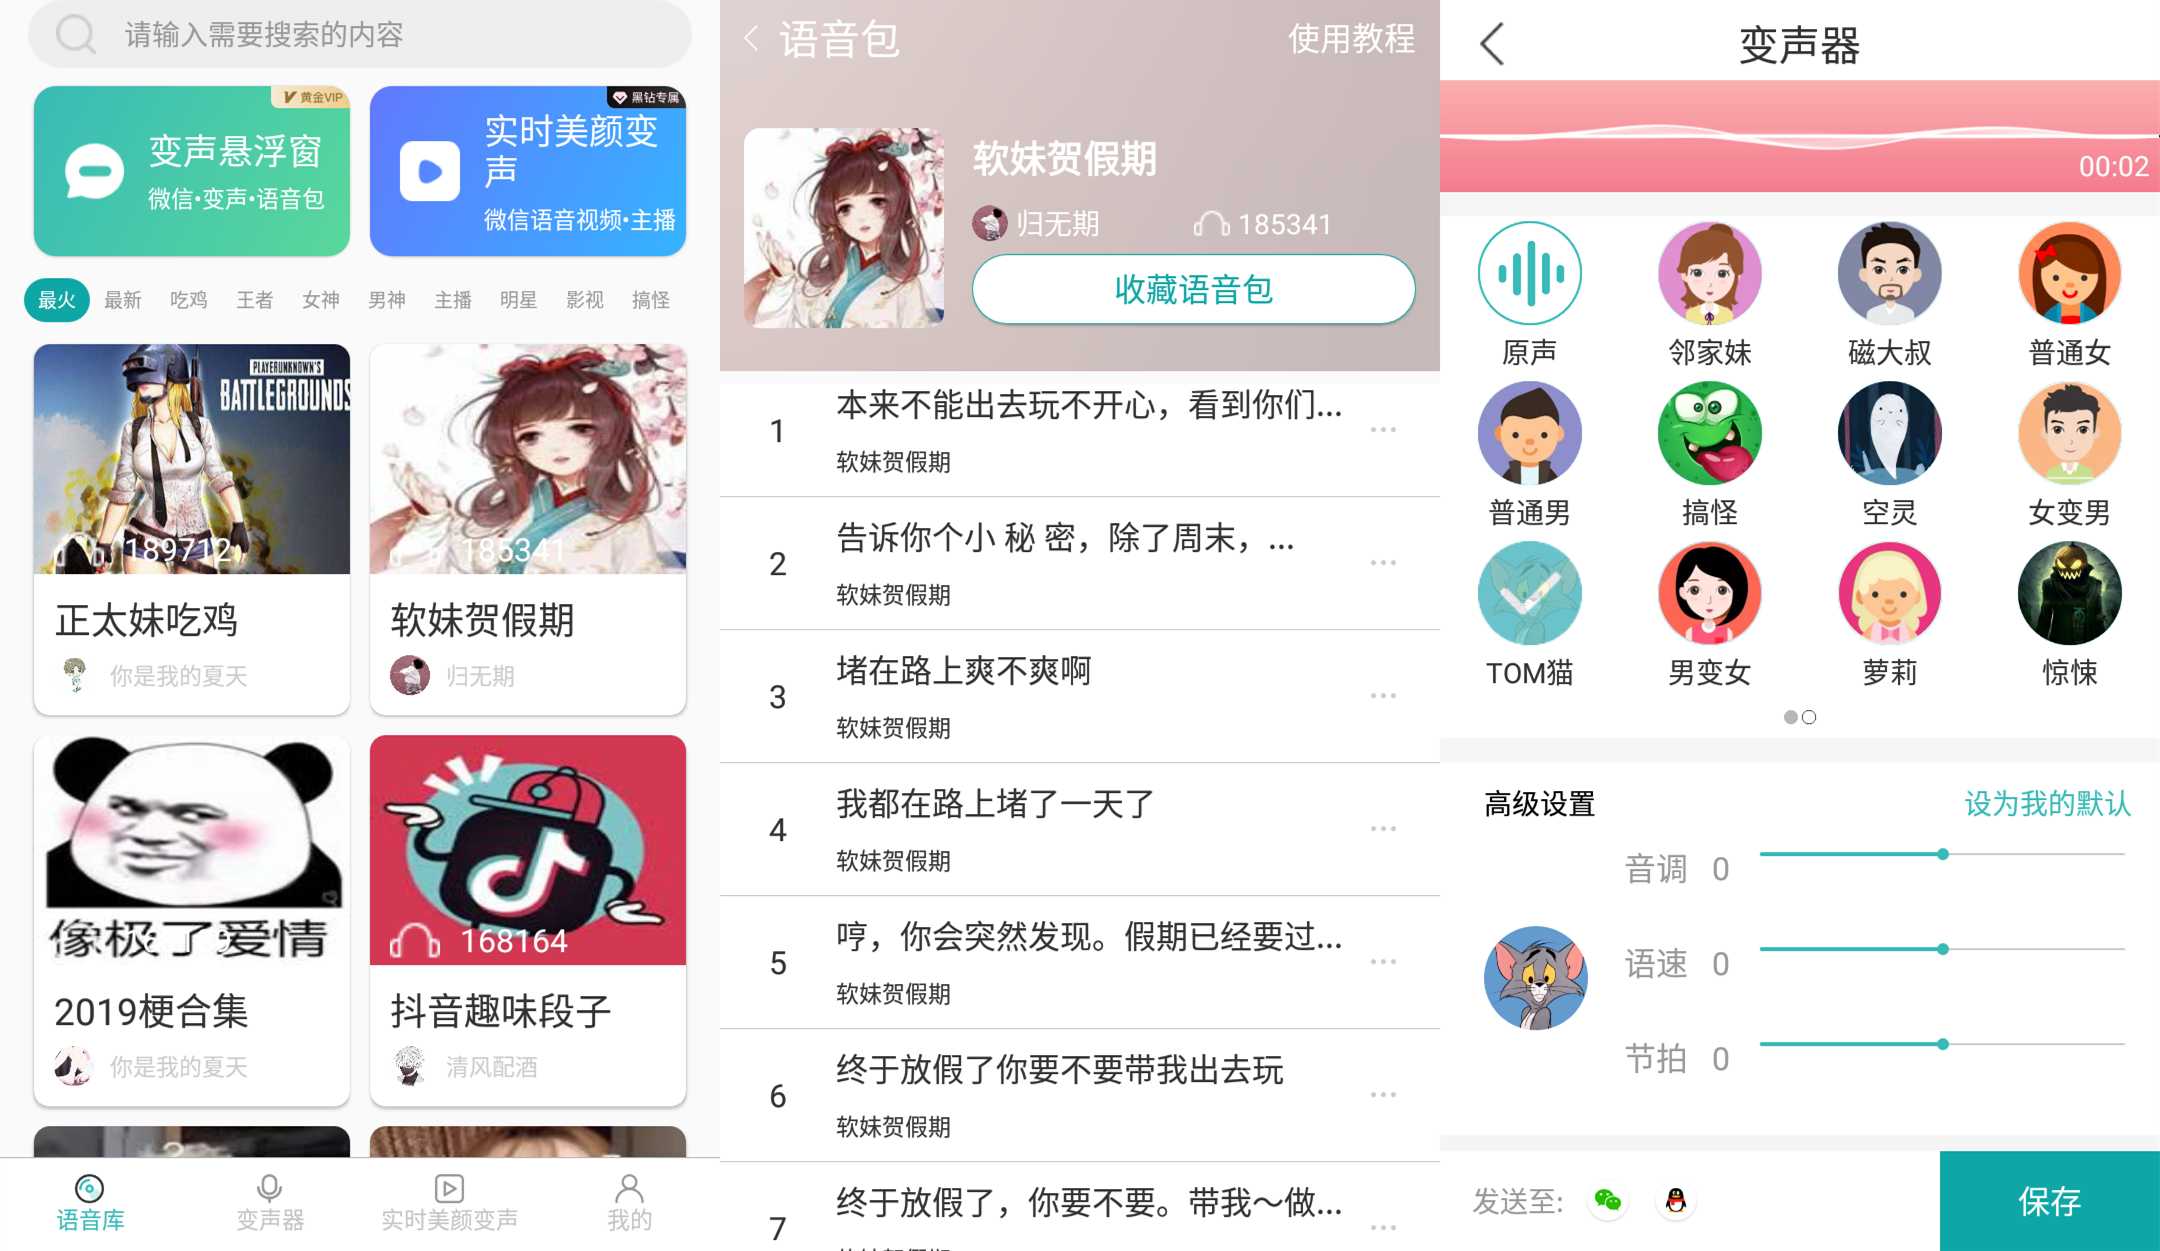 请输入需要搜索的内容
黄金VIP
变声悬浮窗
微信•变声•语音包
黑钻专属
实时美颜变
声
微信语音视频•主播
最火 最新 吃鸡 王者 女神 男神 主播 明星 影视 搞怪
PLAYERUNKNOWN'S
BATTLEGROUNDS
189712
正太妹吃鸡
你是我的夏天
185341
软妹贺假期
归无期
像极了爱情
2019梗合集
你是我的夏天
168164
抖音趣味段子
清风配酒
语音库 变声器 实时美颜变声 我的
语音包 使用教程
软妹贺假期
归无期 185341
收藏语音包
1 本来不能出去玩不开心，看到你们...
软妹贺假期
2 告诉你个小 秘 密，除了周末，...
软妹贺假期
3 堵在路上爽不爽啊
软妹贺假期
4 我都在路上堵了一天了
软妹贺假期
5 哼，你会突然发现。假期已经要过...
软妹贺假期
6 终于放假了你要不要带我出去玩
软妹贺假期
7 终于放假了，你要不要。带我～做...
变声器
00:02
原声 邻家妹 磁大叔 普通女
普通男 搞怪 空灵 女变男
TOM猫 男变女 萝莉 惊悚
高级设置 设为我的默认
音调 0
语速 0
节拍 0
发送至: 保存